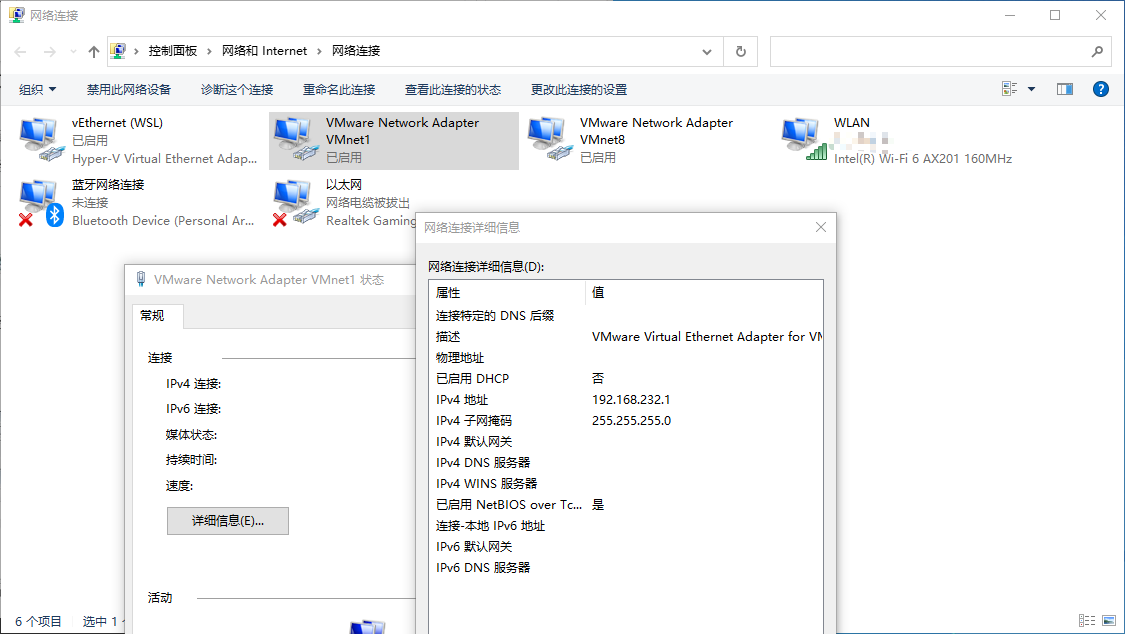 网络连接
控制面板 › 网络和 Internet › 网络连接
组织 禁用此网络设备 诊断这个连接 重命名此连接 查看此连接的状态 更改此连接的设置
vEthernet (WSL)
已启用
Hyper-V Virtual Ethernet Adap...
VMware Network Adapter
VMnet1
已启用
VMware Network Adapter
VMnet8
已启用
WLAN
Intel(R) Wi-Fi 6 AX201 160MHz
蓝牙网络连接
未连接
Bluetooth Device (Personal Ar...
以太网
网络电缆被拔出
Realtek Gaming
网络连接详细信息
网络连接详细信息(D):
属性 值
连接特定的 DNS 后缀
描述 VMware Virtual Ethernet Adapter for VM
物理地址
已启用 DHCP 否
IPv4 地址 192.168.232.1
IPv4 子网掩码 255.255.255.0
IPv4 默认网关
IPv4 DNS 服务器
IPv4 WINS 服务器
已启用 NetBIOS over Tc... 是
连接-本地 IPv6 地址
IPv6 默认网关
IPv6 DNS 服务器
VMware Network Adapter VMnet1 状态
常规
连接
IPv4 连接:
IPv6 连接:
媒体状态:
持续时间:
速度:
详细信息(E)...
活动
6 个项目 选中 1